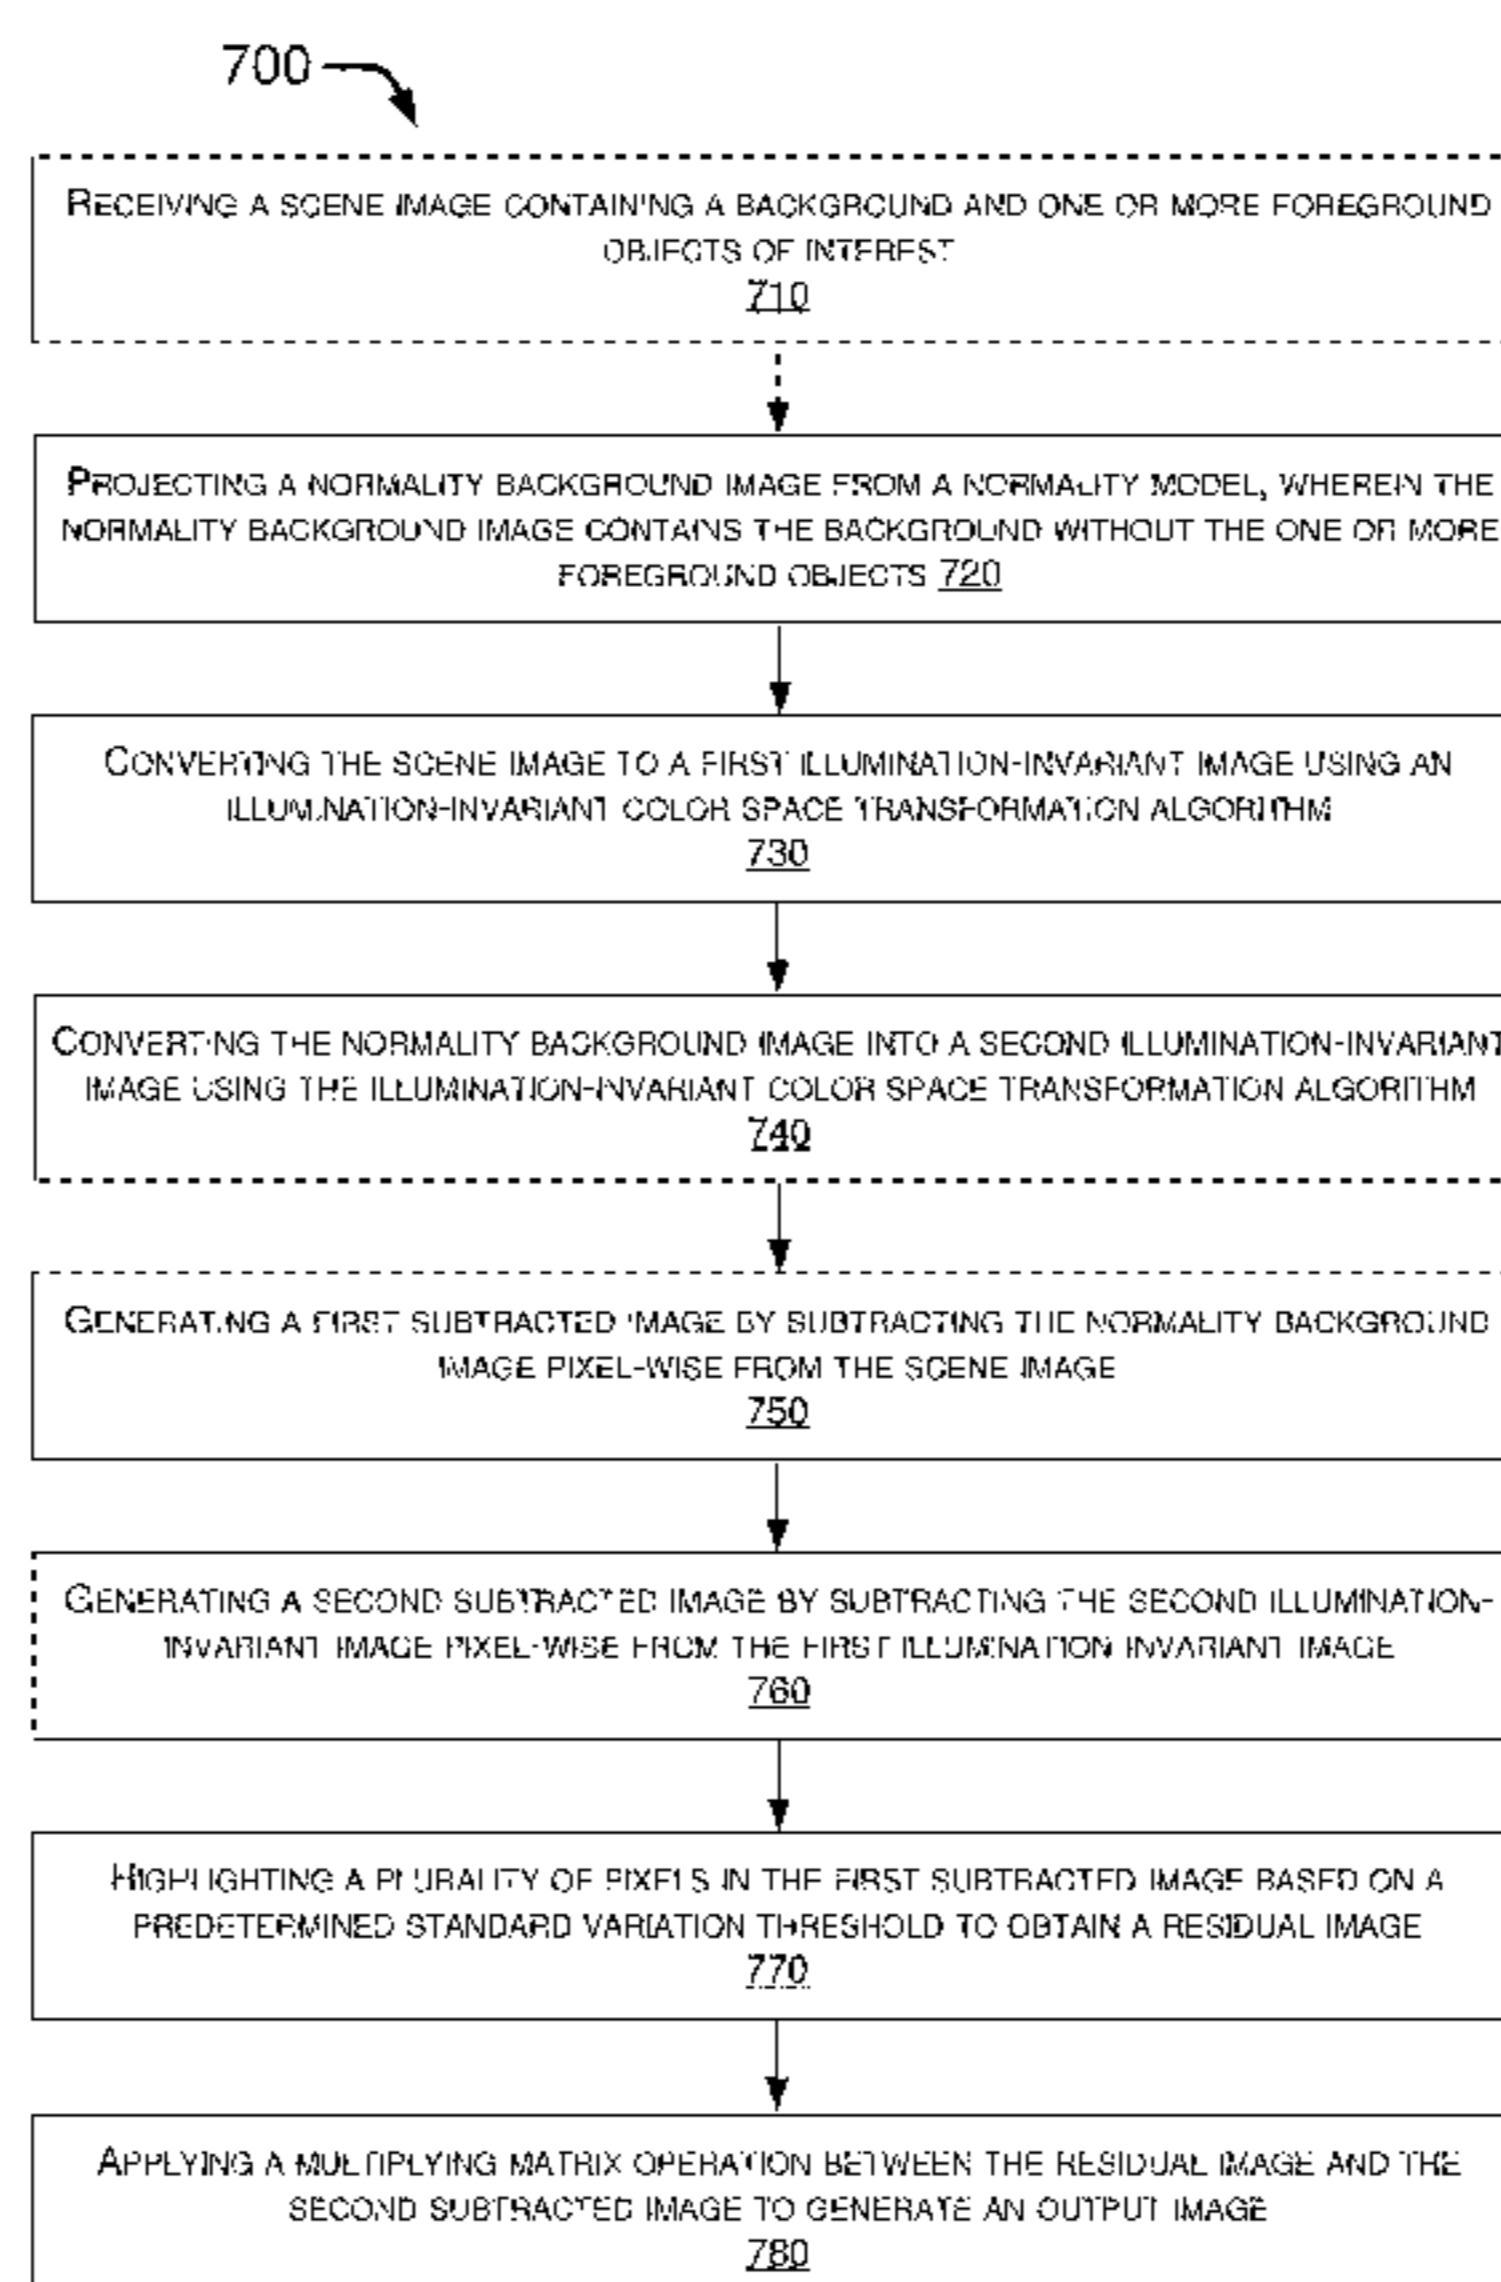 700
RECEIVING A SCENE IMAGE CONTAINING A BACKGROUND AND ONE OR MORE FOREGROUND
OBJECTS OF INTEREST
710
PROJECTING A NORMALITY BACKGROUND IMAGE FROM A NORMALITY MODEL, WHEREIN THE
NORMALITY BACKGROUND IMAGE CONTAINS THE BACKGROUND WITHOUT THE ONE OR MORE
FOREGROUND OBJECTS 720
CONVERTING THE SCENE IMAGE TO A FIRST ILLUMINATION-INVARIANT IMAGE USING AN
ILLUMINATION-INVARIANT COLOR SPACE TRANSFORMATION ALGORITHM
730
CONVERTING THE NORMALITY BACKGROUND IMAGE INTO A SECOND ILLUMINATION-INVARIANT
IMAGE USING THE ILLUMINATION-INVARIANT COLOR SPACE TRANSFORMATION ALGORITHM
740
GENERATING A FIRST SUBTRACTED IMAGE BY SUBTRACTING THE NORMALITY BACKGROUND
IMAGE PIXEL-WISE FROM THE SCENE IMAGE
750
GENERATING A SECOND SUBTRACTED IMAGE BY SUBTRACTING THE SECOND ILLUMINATION-
INVARIANT IMAGE PIXEL-WISE FROM THE FIRST ILLUMINATION INVARIANT IMAGE
760
HIGHLIGHTING A PLURALITY OF PIXELS IN THE FIRST SUBTRACTED IMAGE BASED ON A
PREDETERMINED STANDARD VARIATION THRESHOLD TO OBTAIN A RESIDUAL IMAGE
770
APPLYING A MULTIPLYING MATRIX OPERATION BETWEEN THE RESIDUAL IMAGE AND THE
SECOND SUBTRACTED IMAGE TO GENERATE AN OUTPUT IMAGE
780